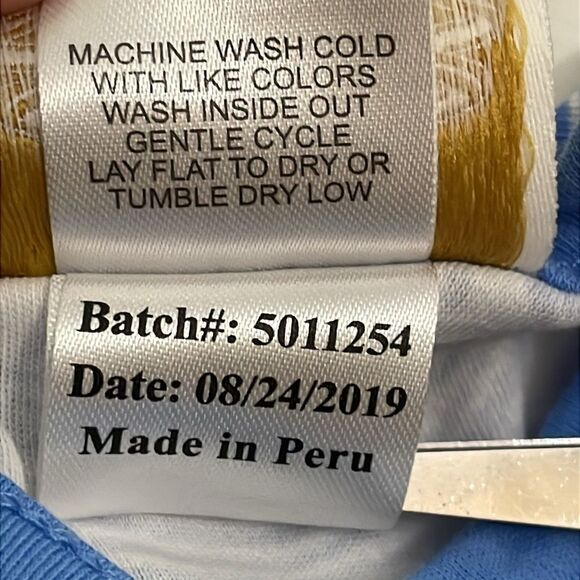 MACHINE WASH COLD
WITH LIKE COLORS
WASH INSIDE OUT
GENTLE CYCLE
LAY FLAT TO DRY OR
TUMBLE DRY LOW
Batch#: 5011254
Date: 08/24/2019
Made in Peru